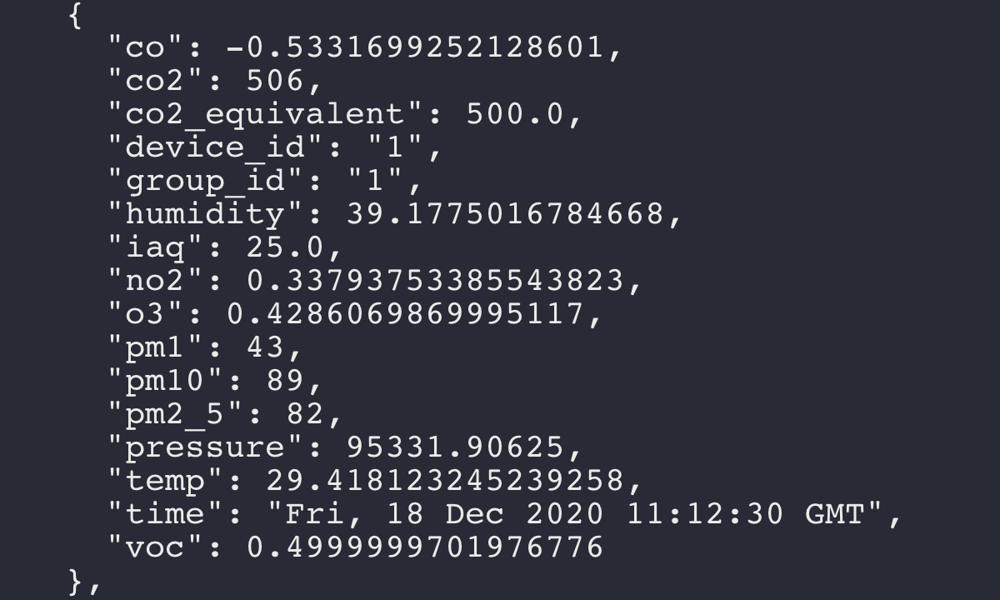 {
"co": -0.5331699252128601,
"co2": 506,
"co2_equivalent": 500.0,
"device_id": "1",
"group_id": "1",
"humidity": 39.1775016784668,
"iaq": 25.0,
"no2": 0.33793753385543823,
"o3": 0.4286069869995117,
"pm1": 43,
"pm10": 89,
"pm2_5": 82,
"pressure": 95331.90625,
"temp": 29.418123245239258,
"time": "Fri, 18 Dec 2020 11:12:30 GMT",
"voc": 0.4999999701976776
},